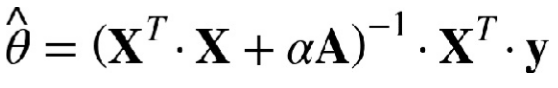 θ̂ = (𝐗ᵀ · 𝐗 + α𝐀)⁻¹ · 𝐗ᵀ · 𝐲